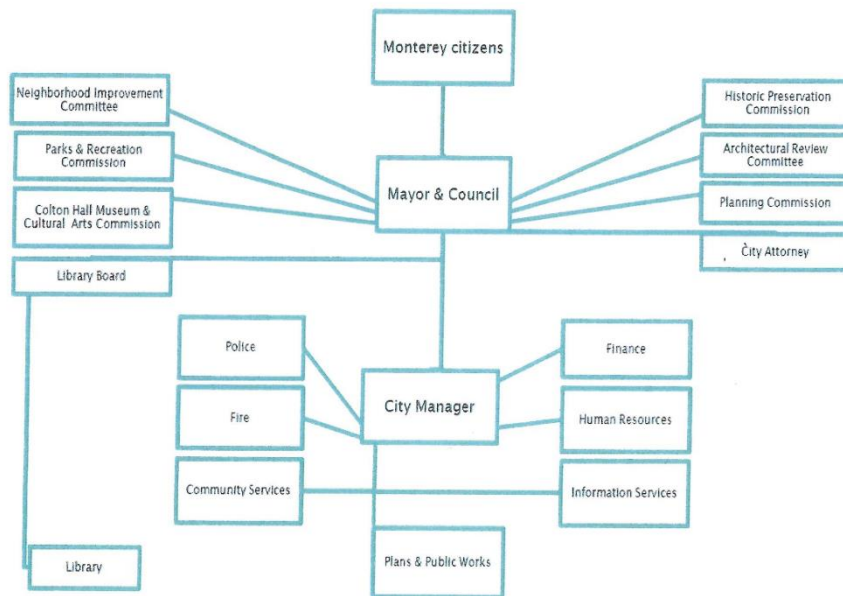 Monterey citizens
Neighborhood Improvement
Committee
Historic Preservation
Commission
Parks & Recreation
Commission
Architectural Review
Committee
Mayor & Council
Colton Hall Museum &
Cultural Arts Commission
Planning Commission
City Attorney
Library Board
Police
Finance
City Manager
Fire
Human Resources
Community Services
Information Services
Plans & Public Works
Library